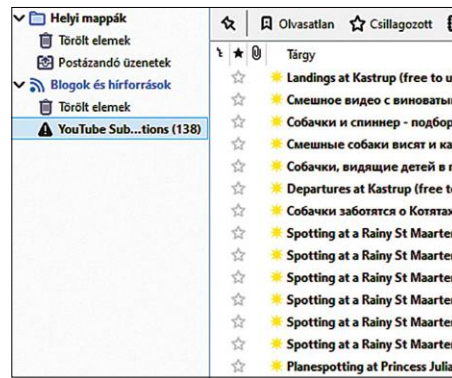 Helyi mappák
Törölt elemek
Postázandó üzenetek
Blogok és hírforrások
Törölt elemek
YouTube Sub...tions (138)
Olvasatlan Csillagozott
Tárgy
Landings at Kastrup (free to u
Смешное видео с виноваты
Собачки и спиннер - подбор
Смешные собаки висят и ка
Собачки, видящие детей в п
Departures at Kastrup (free t
Собачки заботятся о Котятах
Spotting at a Rainy St Maarte
Spotting at a Rainy St Maarte
Spotting at a Rainy St Maarte
Spotting at a Rainy St Maarte
Spotting at a Rainy St Maarte
Spotting at a Rainy St Maarte
Planespotting at Princess Julia